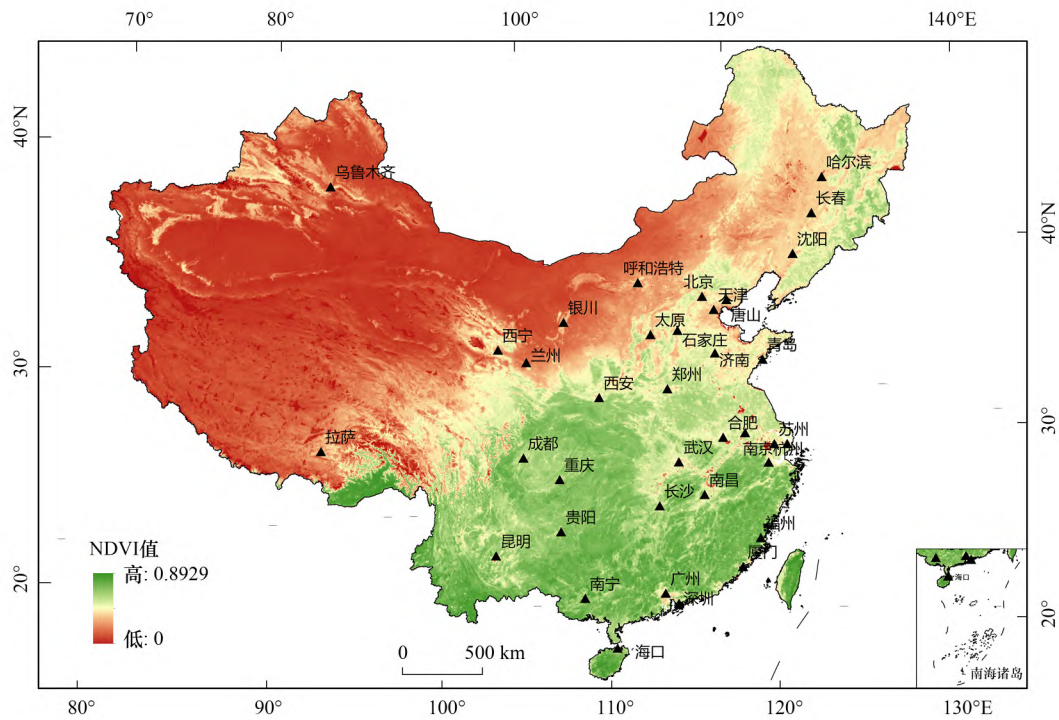 70° 80° 100° 120° 140°E
40°N
30°
20°
40°N
30°
20°
乌鲁木齐
哈尔滨
长春
沈阳
呼和浩特
北京
天津
唐山
银川
太原
石家庄
青岛
西宁
兰州
济南
西安
郑州
合肥
苏州
拉萨
成都
武汉
南京
杭州
重庆
南昌
长沙
贵阳
福州
昆明
厦门
南宁
广州
深圳
海口
NDVI值
高: 0.8929
低: 0
0 500 km
海口
南海诸岛
80° 90° 100° 110° 120° 130°E